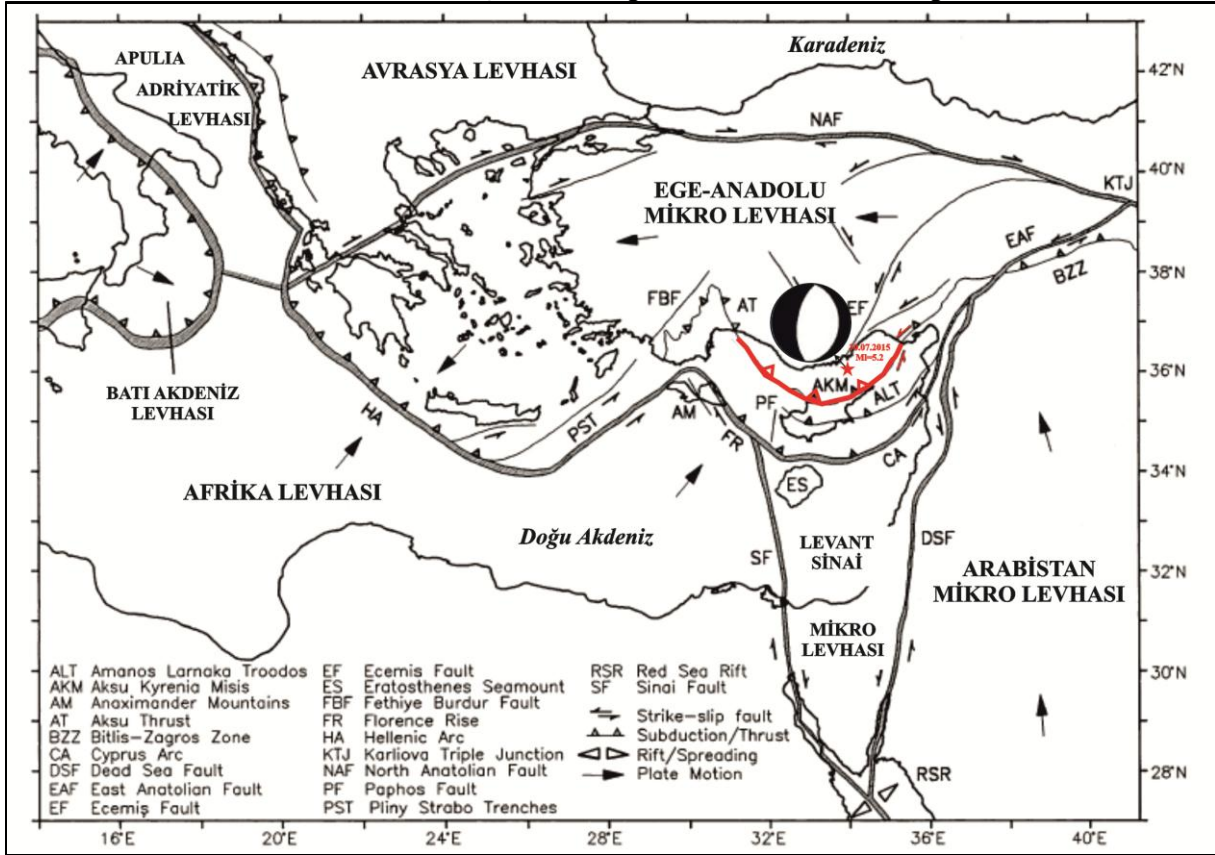 Karadeniz
APULIA
ADRİYATİK
LEVHASI
AVRASYA LEVHASI
42°N
NAF
40°N
KTJ
EGE-ANADOLU
MİKRO LEVHASI
EAF
BZZ
38°N
FBF
AT
EF
Ml=5.2
36°N
BATI AKDENİZ
LEVHASI
HA
PST
AM
FR
PF
AKM
ALT
CA
34°N
ES
AFRİKA LEVHASI
Doğu Akdeniz
SF
LEVANT
SİNAİ
DSF
ARABİSTAN
MİKRO LEVHASI
32°N
MİKRO
LEVHASI
30°N
RSR
28°N
ALT Amanos Larnaka Troodos
AKM Aksu Kyrenia Misis
AM Anaximander Mountains
AT Aksu Thrust
BZZ Bitlis-Zagros Zone
CA Cyprus Arc
DSF Dead Sea Fault
EAF East Anatolian Fault
EF Ecemiş Fault
EF Ecemis Fault
ES Eratosthenes Seamount
FBF Fethiye Burdur Fault
FR Florence Rise
HA Hellenic Arc
KTJ Karliova Triple Junction
NAF North Anatolian Fault
PF Paphos Fault
PST Pliny Strabo Trenches
RSR Red Sea Rift
SF Sinai Fault
Strike-slip fault
Subduction/Thrust
Rift/Spreading
Plate Motion
16°E 20°E 24°E 28°E 32°E 36°E 40°E